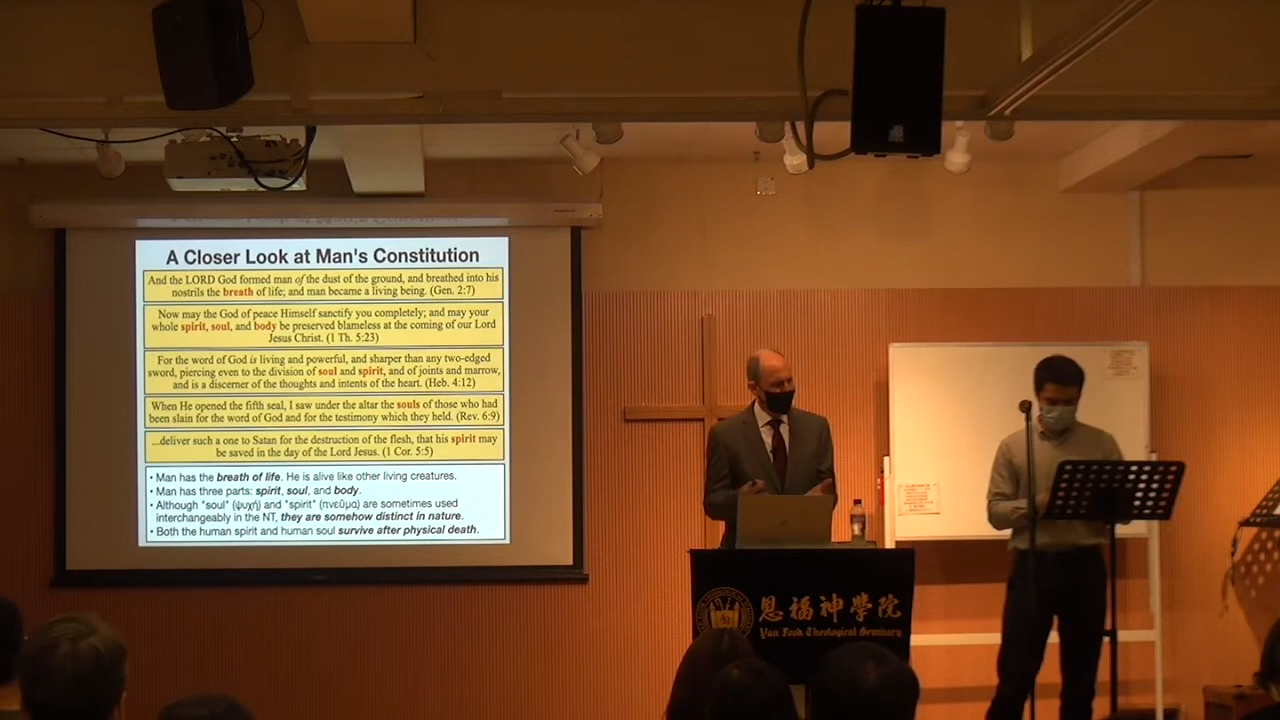 A Closer Look at Man's Constitution
And the LORD God formed man of the dust of the ground, and breathed into his
nostrils the breath of life; and man became a living being. (Gen. 2:7)
Now may the God of peace Himself sanctify you completely; and may your
whole spirit, soul, and body be preserved blameless at the coming of our Lord
Jesus Christ. (1 Th. 5:23)
For the word of God is living and powerful, and sharper than any two-edged
sword, piercing even to the division of soul and spirit, and of joints and marrow,
and is a discerner of the thoughts and intents of the heart. (Heb. 4:12)
When He opened the fifth seal, I saw under the altar the souls of those who had
been slain for the word of God and for the testimony which they held. (Rev. 6:9)
...deliver such a one to Satan for the destruction of the flesh, that his spirit may
be saved in the day of the Lord Jesus. (1 Cor. 5:5)
• Man has the breath of life. He is alive like other living creatures.
• Man has three parts: spirit, soul, and body.
• Although "soul" (ψυχή) and "spirit" (πνεῦμα) are sometimes used
interchangeably in the NT, they are somehow distinct in nature.
• Both the human spirit and human soul survive after physical death.
恩福神學院
Yan Fook Theological Seminary